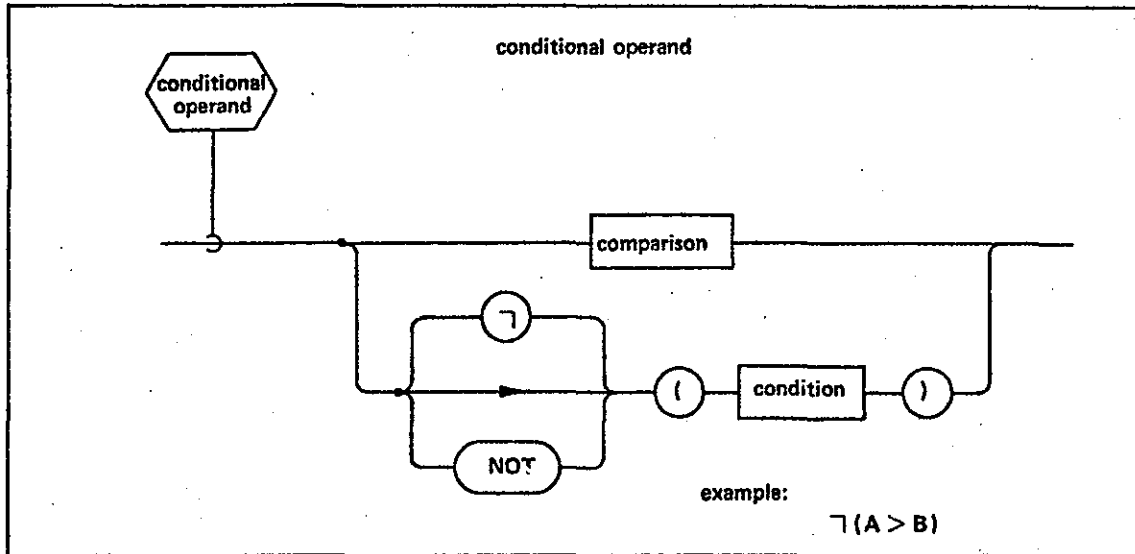 conditional operand
conditional
operand
comparison
¬
( condition )
NOT
example:
¬(A > B)